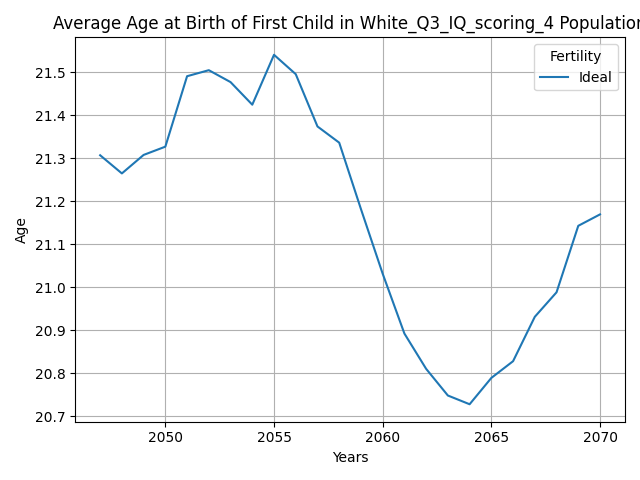 Average Age at Birth of First Child in White_Q3_IQ_scoring_4 Population
Fertility
Ideal
21.5
21.4
21.3
21.2
21.1
21.0
20.9
20.8
20.7
Age
2050 2055 2060 2065 2070
Years